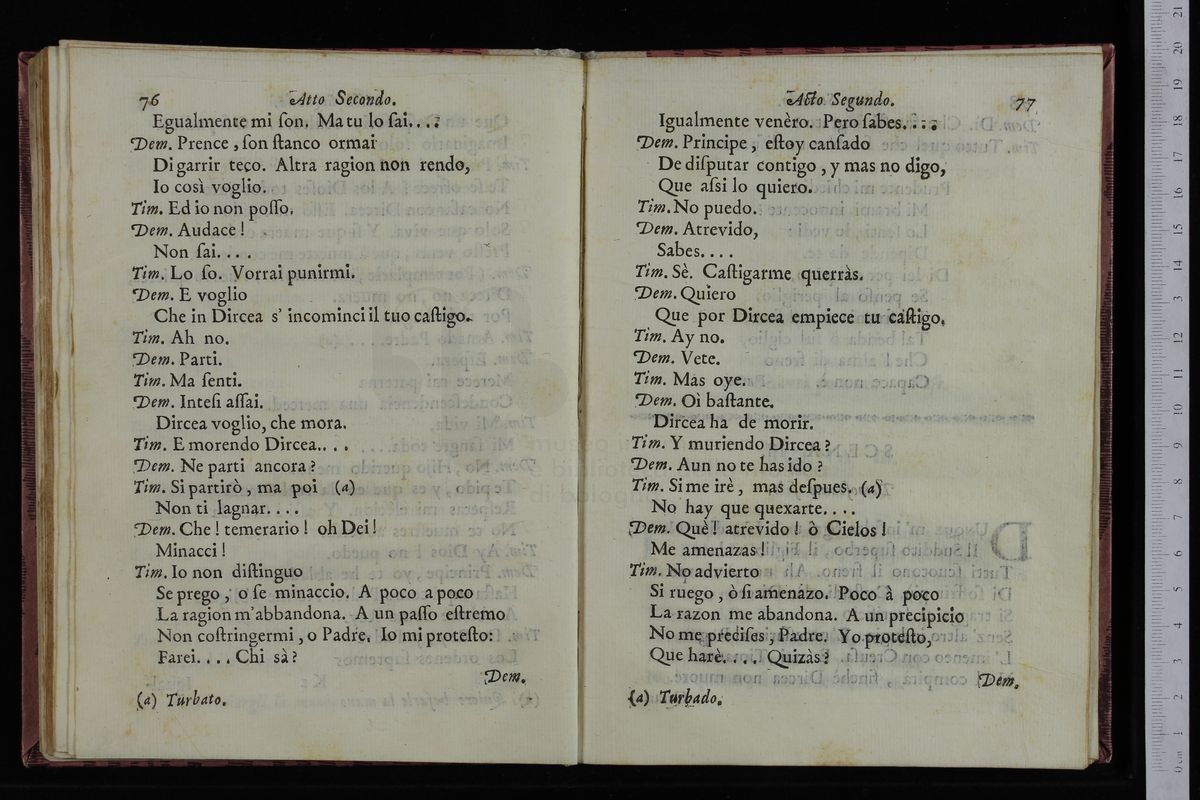 76 Atto Secondo.
Egualmente mi ſon. Ma tu lo ſai....
Dem. Prence, ſon ſtanco ormai
Di garrir teco. Altra ragion non rendo,
Io così voglio.
Tim. Ed io non poſſo.
Dem. Audace!
Non ſai....
Tim. Lo ſo. Vorrai punirmi.
Dem. E voglio
Che in Dircea s' incominci il tuo caſtigo.
Tim. Ah no.
Dem. Parti.
Tim. Ma ſenti.
Dem. Inteſi aſſai.
Dircea voglio, che mora.
Tim. E morendo Dircea....
Dem. Ne parti ancora?
Tim. Si partirò, ma poi (a)
Non ti lagnar....
Dem. Che! temerario! oh Dei!
Minacci!
Tim. Io non diſtinguo
Se prego, o ſe minaccio. A poco a poco
La ragion m'abbandona. A un paſſo eſtremo
Non coſtringermi, o Padre. Io mi proteſto:
Farei.... Chi sà?
Dem.
(a) Turbato.
Acto Segundo. 77
Igualmente venèro. Pero ſabes....
Dem. Principe, eſtoy canſado
De diſputar contigo, y mas no digo,
Que aſsi lo quiero.
Tim. No puedo.
Dem. Atrevido,
Sabes....
Tim. Sè. Caſtigarme querràs.
Dem. Quiero
Que por Dircea empiece tu caſtigo.
Tim. Ay no.
Dem. Vete.
Tim. Mas oye.
Dem. Oì baſtante.
Dircea ha de morir.
Tim. Y muriendo Dircea?
Dem. Aun no te has ido?
Tim. Si me irè, mas deſpues. (a)
No hay que quexarte....
Dem. Què! atrevido! ò Cielos!
Me amenazas!
Tim. No advierto
Si ruego, ò ſi amenàzo. Poco à poco
La razon me abandona. A un precipicio
No me preciſes, Padre. Yo proteſto,
Que harè.... Quizàs?
Dem.
(a) Turbado.